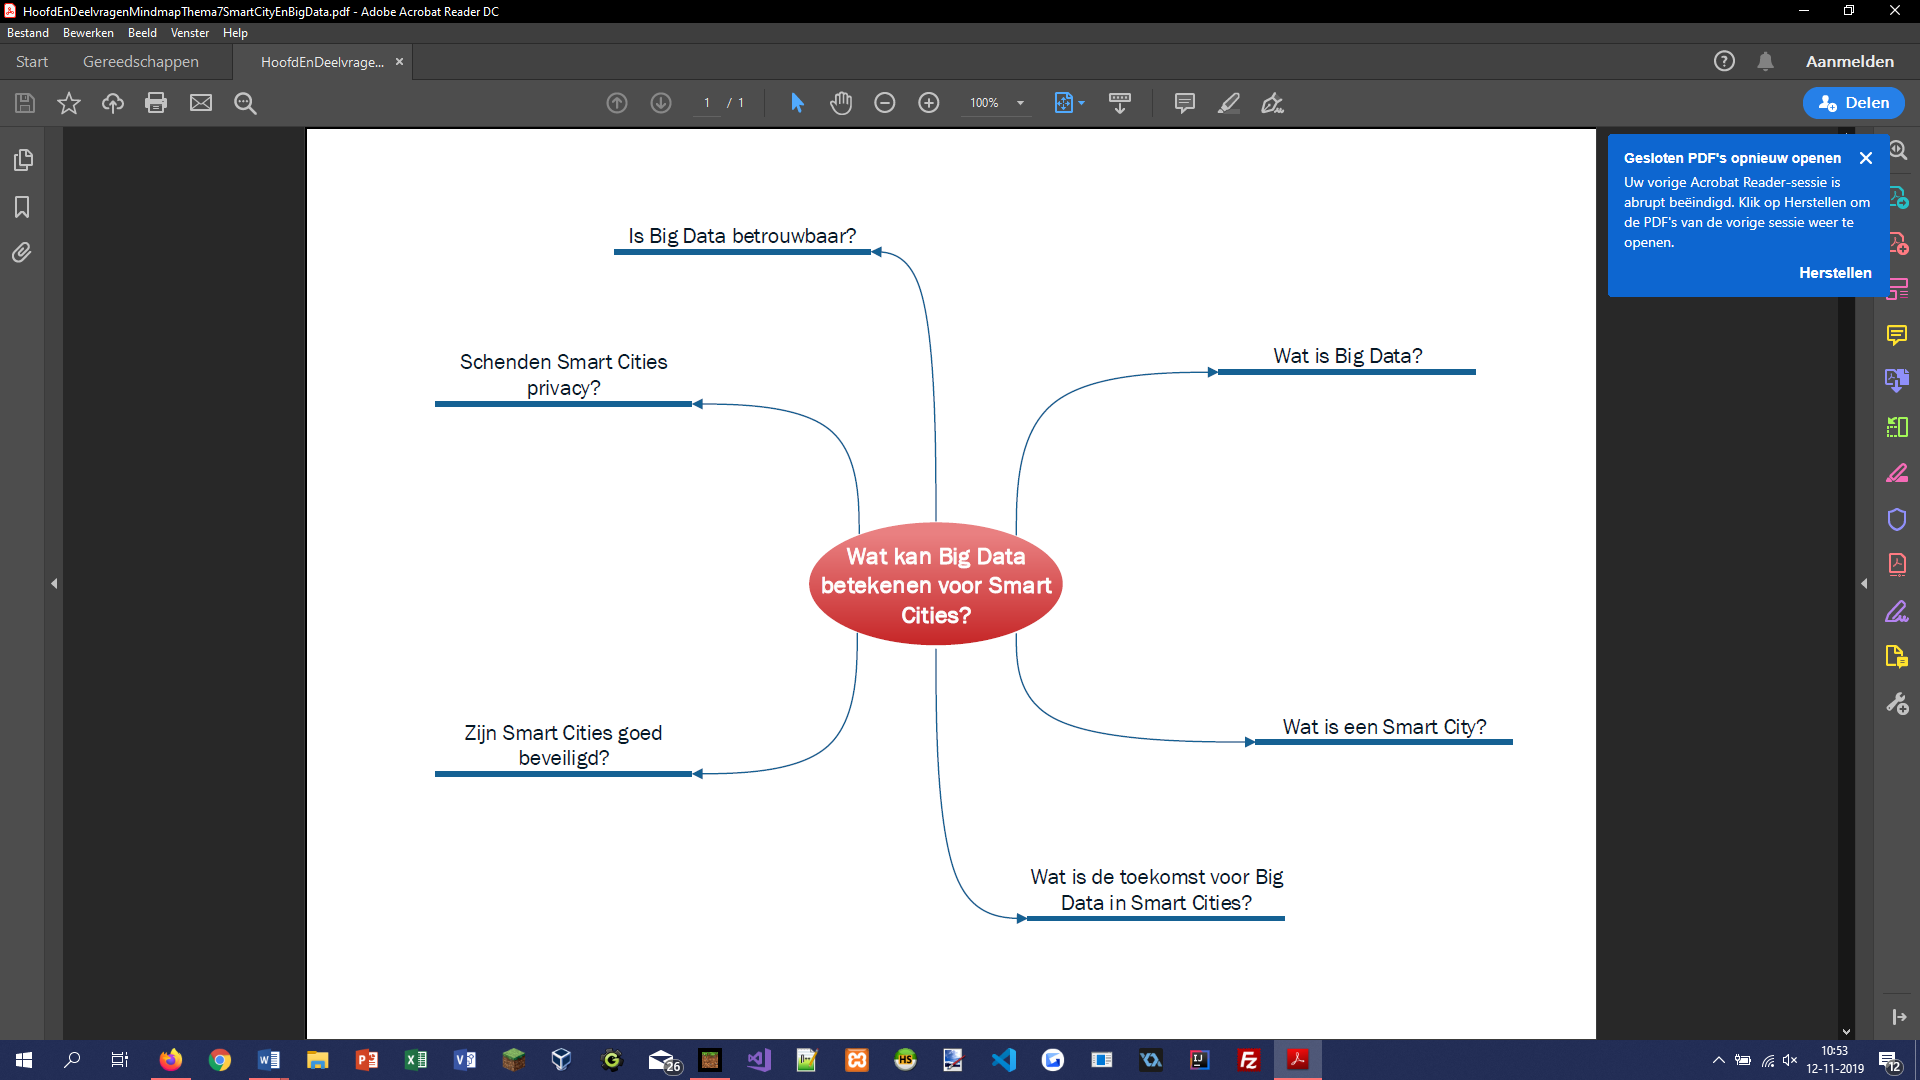 HoofdEnDeelvragenMindmapThema7SmartCityEnBigData.pdf - Adobe Acrobat Reader DC
Bestand Bewerken Beeld Venster Help
Start Gereedschappen HoofdEnDeelvrage... × Aanmelden
1 / 1 100% Delen
Gesloten PDF's opnieuw openen
Uw vorige Acrobat Reader-sessie is
abrupt beëindigd. Klik op Herstellen om
de PDF's van de vorige sessie weer te
openen.
Herstellen
Is Big Data betrouwbaar?
Schenden Smart Cities
privacy?
Wat is Big Data?
Wat kan Big Data
betekenen voor Smart
Cities?
Zijn Smart Cities goed
beveiligd?
Wat is een Smart City?
Wat is de toekomst voor Big
Data in Smart Cities?
26
HS
10:53
12-11-2019
12